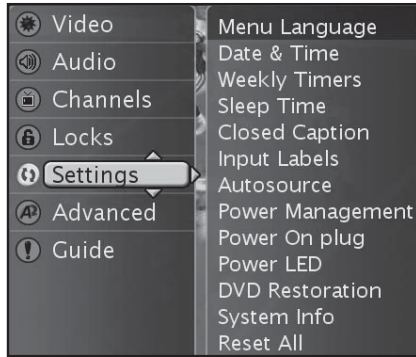 Video
Audio
Channels
Locks
Settings
Advanced
Guide
Menu Language
Date & Time
Weekly Timers
Sleep Time
Closed Caption
Input Labels
Autosource
Power Management
Power On plug
Power LED
DVD Restoration
System Info
Reset All